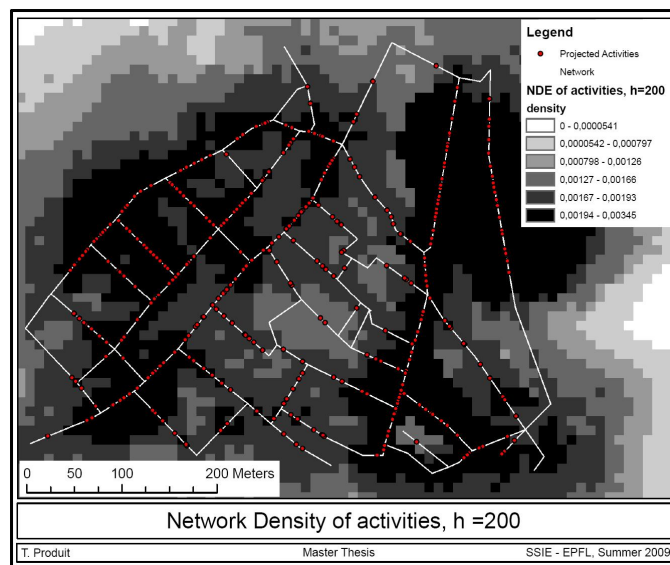 Legend
Projected Activities
Network
NDE of activities, h=200
density
0 - 0,0000541
0,0000542 - 0,000797
0,000798 - 0,00126
0,00127 - 0,00166
0,00167 - 0,00193
0,00194 - 0,00345
0 50 100 200 Meters
Network Density of activities, h =200
T. Produit Master Thesis SSIE - EPFL, Summer 2009